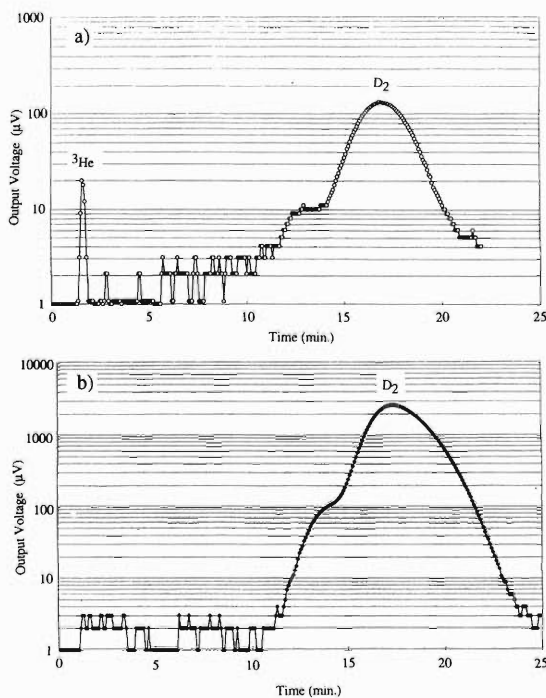 a)
1000
100
10
1
Output Voltage (μV)
³He
D₂
0 5 10 15 20 25
Time (min.)
b)
10000
1000
100
10
1
Output Voltage (μV)
D₂
0 5 10 15 20 25
Time (min.)